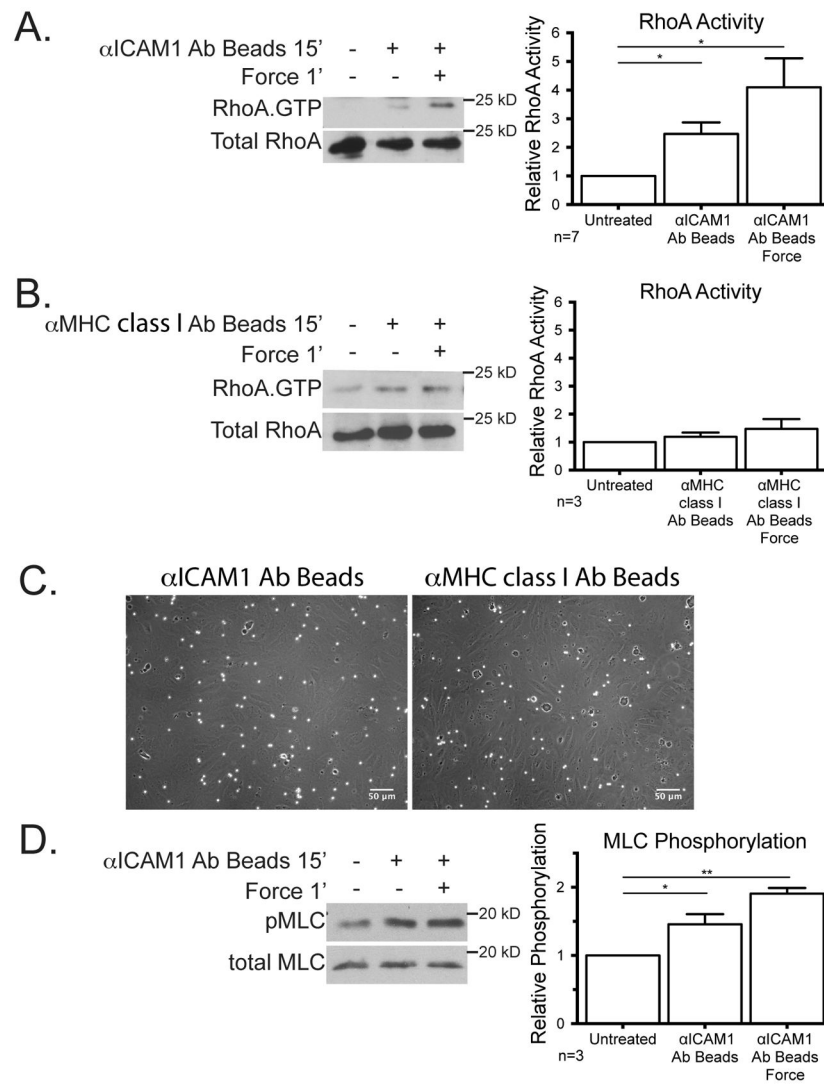 A.
αICAM1 Ab Beads 15' - + +
Force 1' - - +
RhoA.GTP
25 kD
Total RhoA
25 kD
RhoA Activity
Relative RhoA Activity
6
5
4
3
2
1
0
*
*
Untreated
αICAM1
Ab Beads
αICAM1
Ab Beads
Force
n=7
B.
αMHC class I Ab Beads 15' - + +
Force 1' - - +
RhoA.GTP
25 kD
Total RhoA
25 kD
RhoA Activity
Relative RhoA Activity
6
5
4
3
2
1
0
Untreated
αMHC
class I
Ab Beads
αMHC
class I
Ab Beads
Force
n=3
C.
αICAM1 Ab Beads
αMHC class I Ab Beads
50 μm
50 μm
D.
αICAM1 Ab Beads 15' - + +
Force 1' - - +
pMLC
20 kD
total MLC
20 kD
MLC Phosphorylation
Relative Phosphorylation
2
1
0
**
*
Untreated
αICAM1
Ab Beads
αICAM1
Ab Beads
Force
n=3